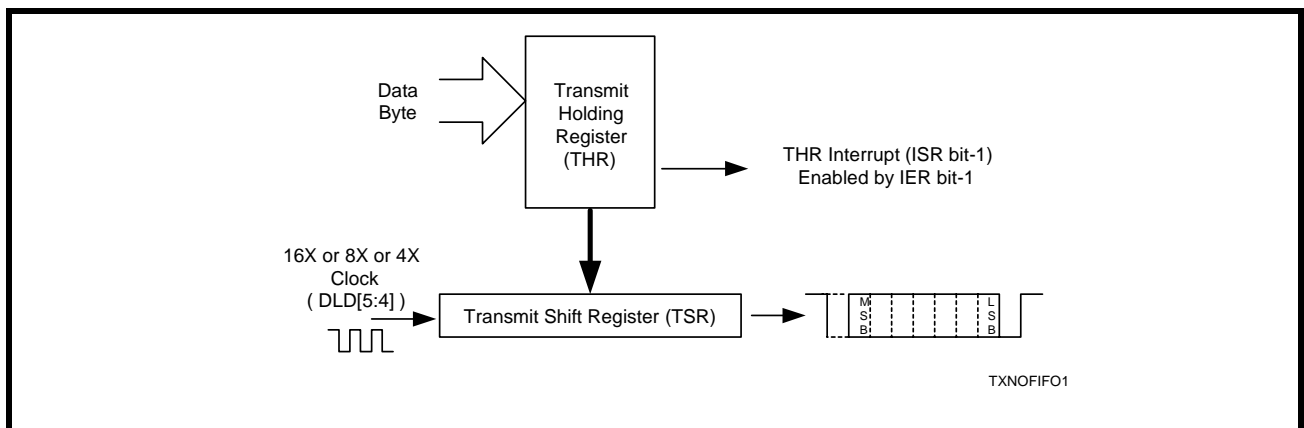 Data
Byte
Transmit
Holding
Register
(THR)
THR Interrupt (ISR bit-1)
Enabled by IER bit-1
16X or 8X or 4X
Clock
( DLD[5:4] )
Transmit Shift Register (TSR)
M
S
B
L
S
B
TXNOFIFO1